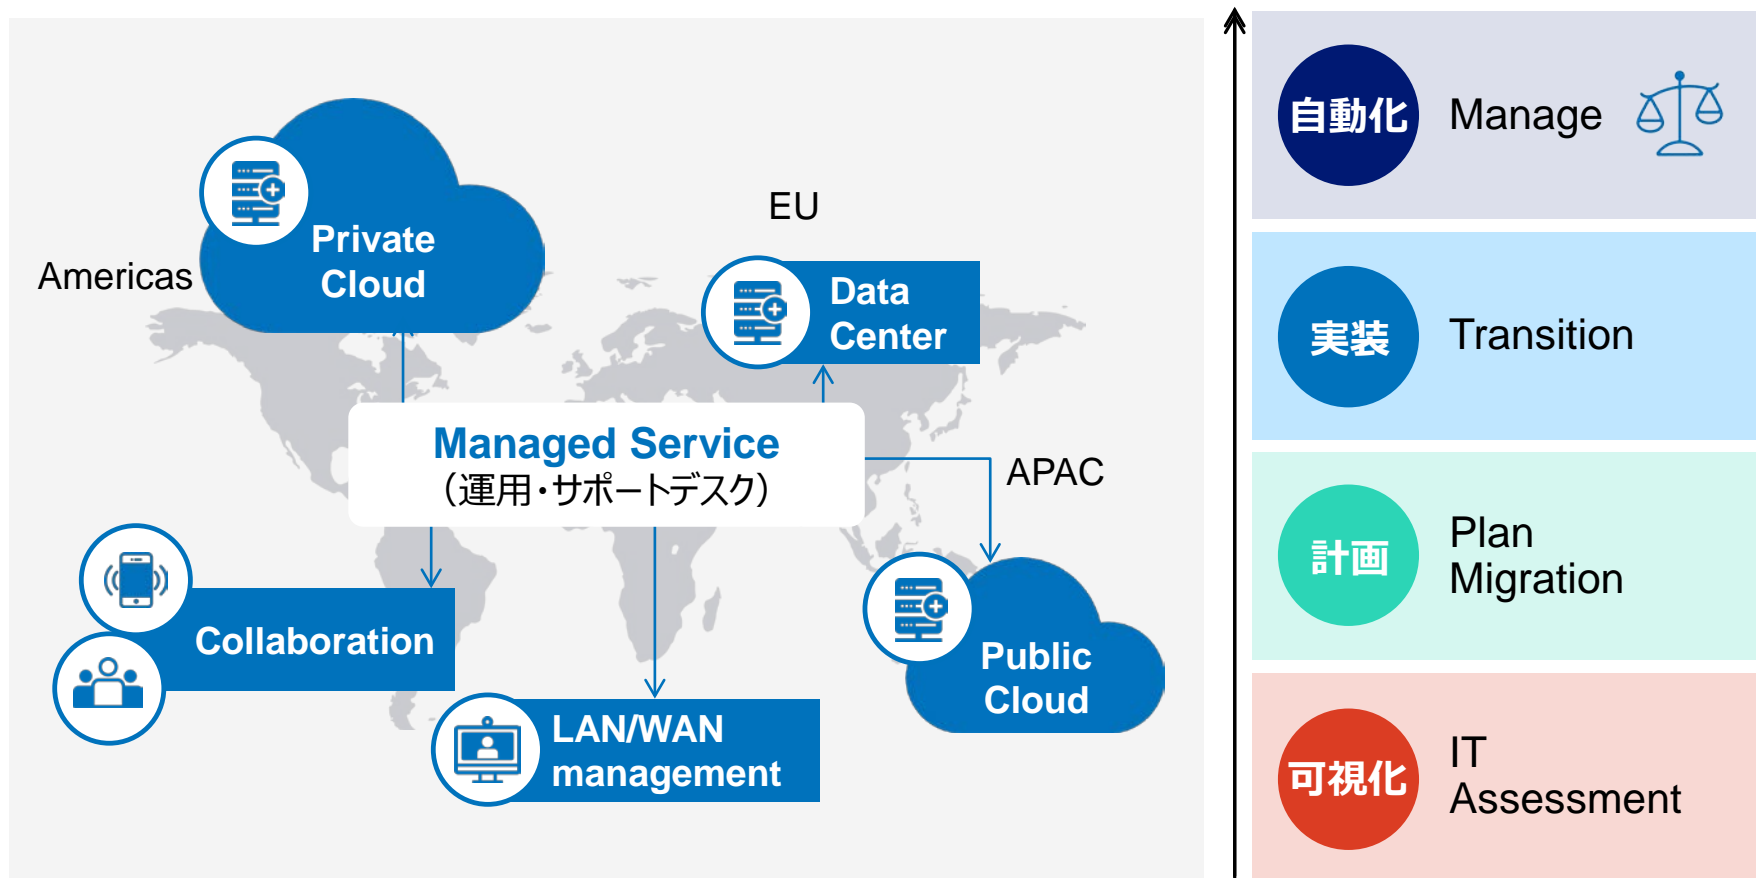 Americas
Private
Cloud
EU
Data
Center
Managed Service
（運用・サポートデスク）
APAC
Collaboration
LAN/WAN
management
Public
Cloud
自動化
Manage
実装
Transition
計画
Plan
Migration
可視化
IT
Assessment